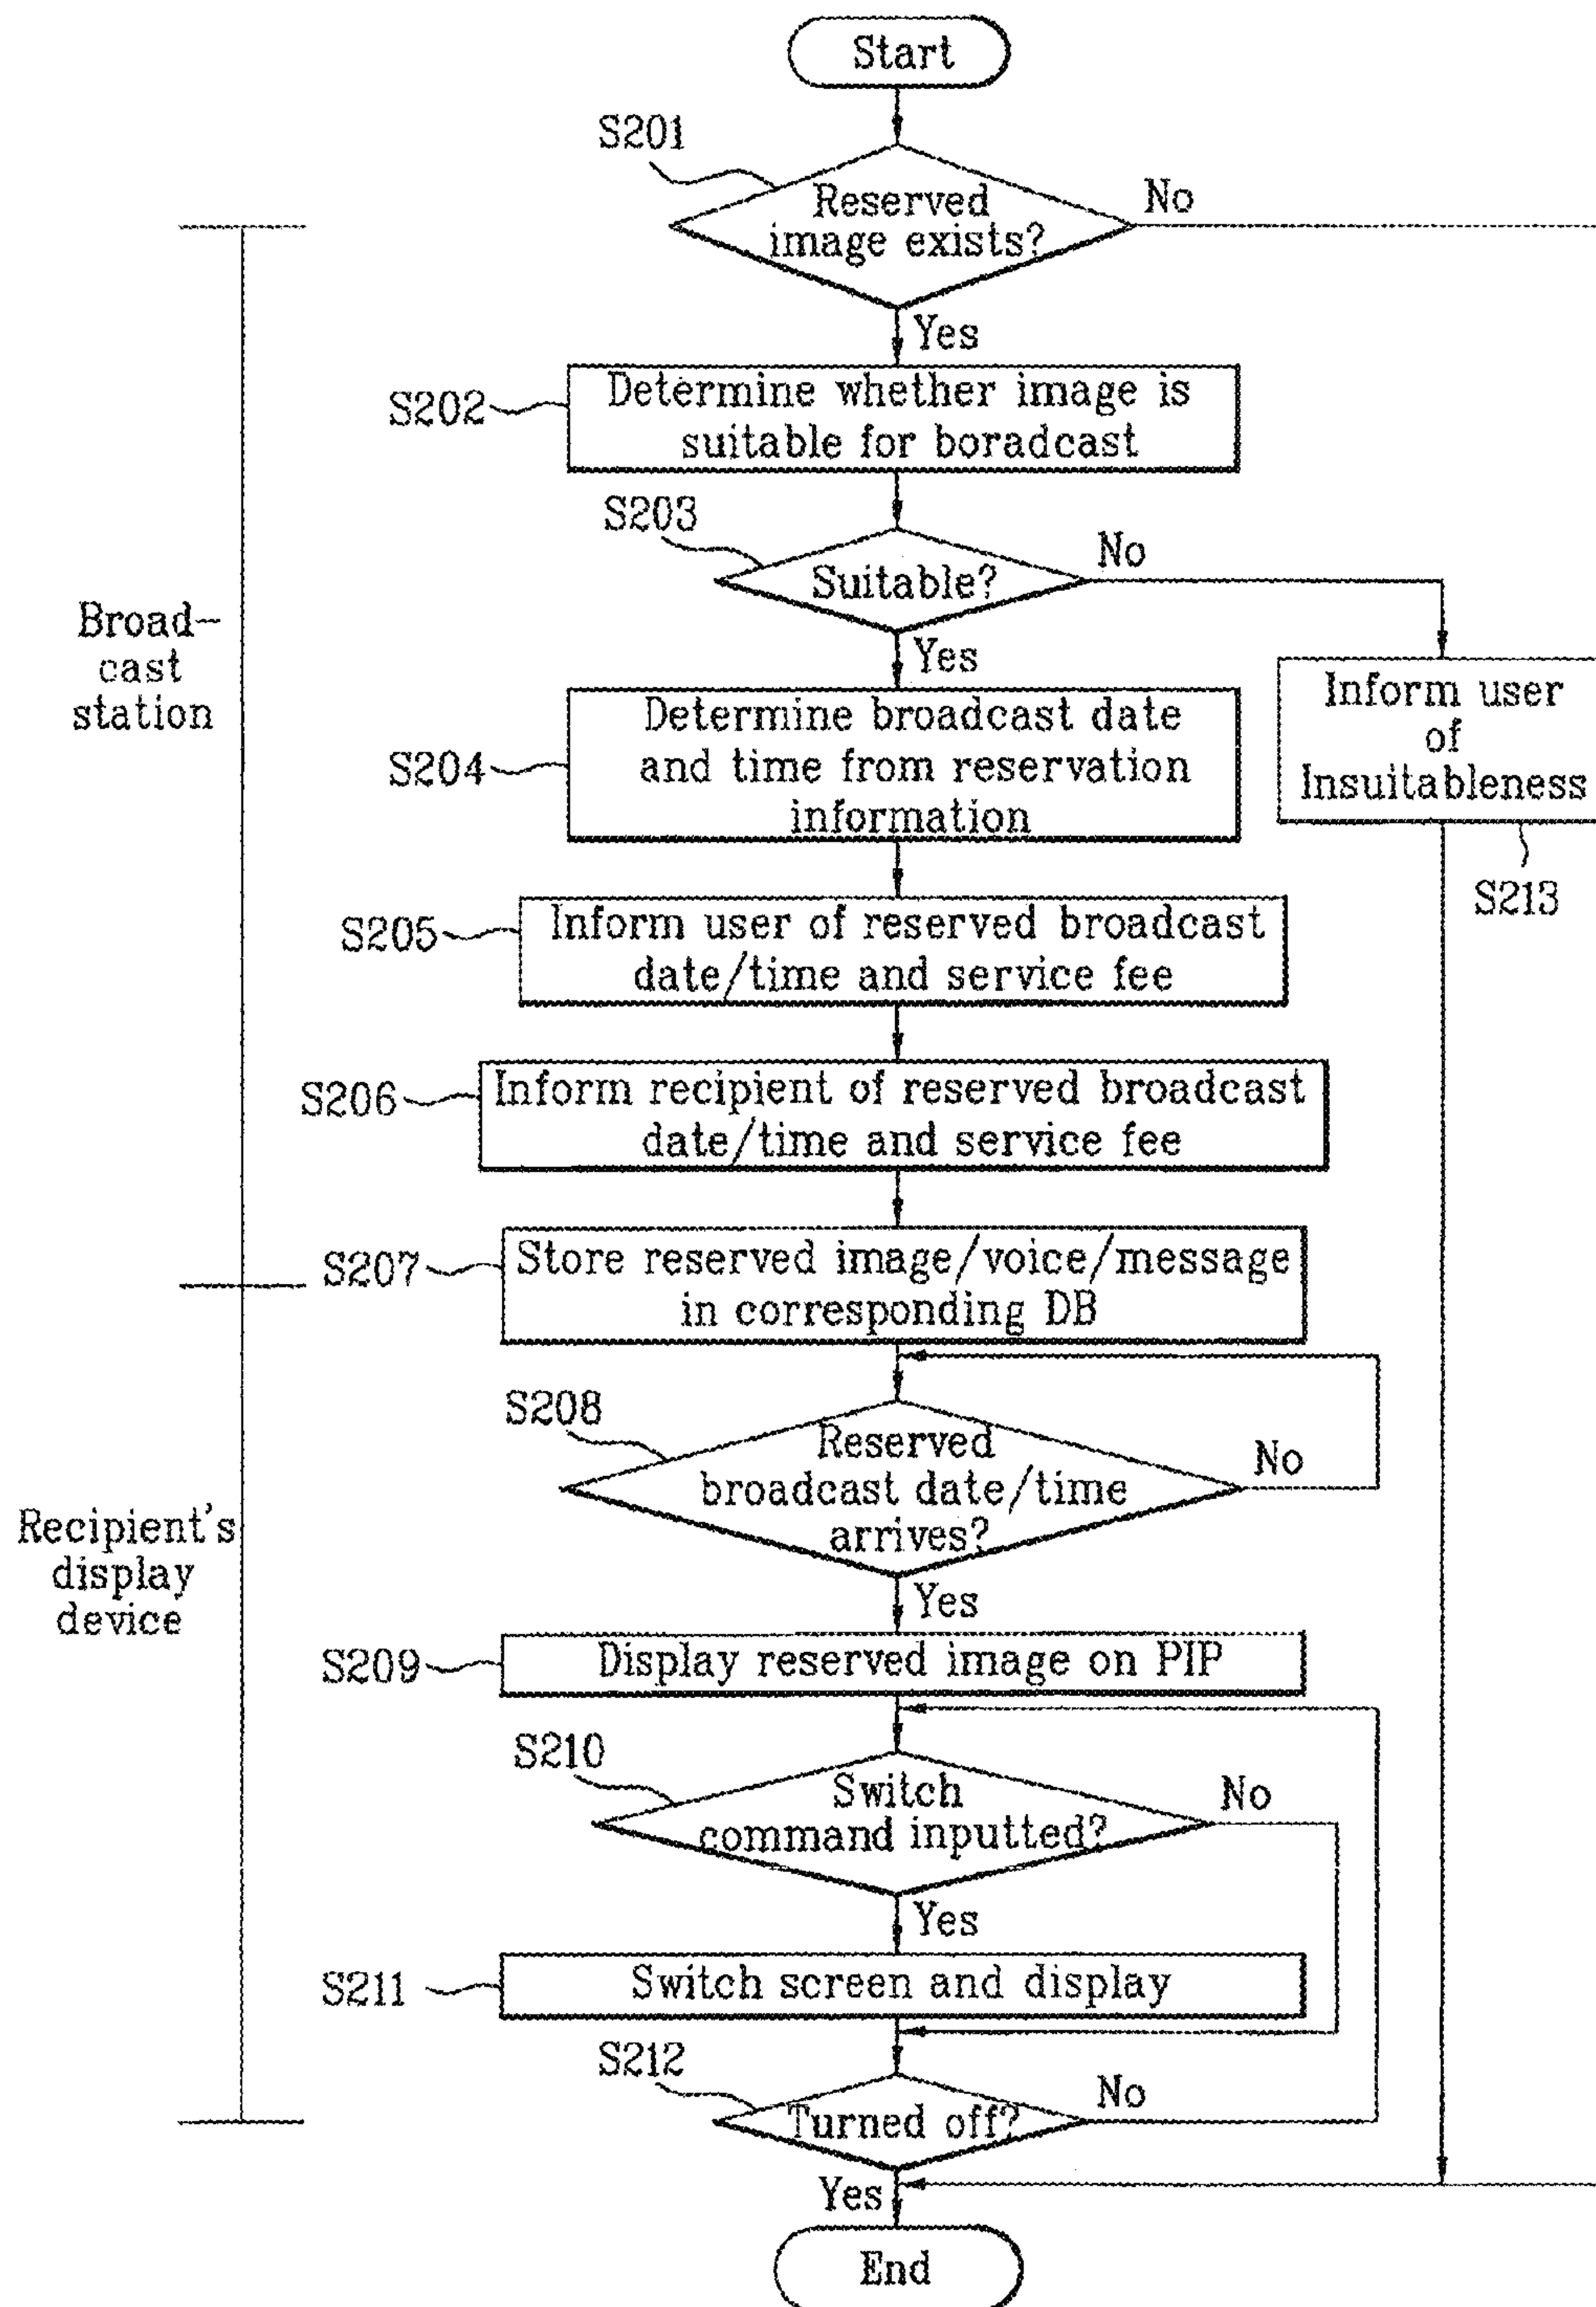 Start
S201
Reserved
image exists?
No
Yes
S202
Determine whether image is
suitable for boradcast
S203
Suitable?
No
Yes
Broad-
cast
station
Inform user
of
Insuitableness
S213
S204
Determine broadcast date
and time from reservation
information
S205
Inform user of reserved broadcast
date/time and service fee
S206
Inform recipient of reserved broadcast
date/time and service fee
S207
Store reserved image/voice/message
in corresponding DB
S208
Reserved
broadcast date/time
arrives?
No
Yes
Recipient's
display
device
S209
Display reserved image on PIP
S210
Switch
command inputted?
No
Yes
S211
Switch screen and display
S212
Turned off?
No
Yes
End